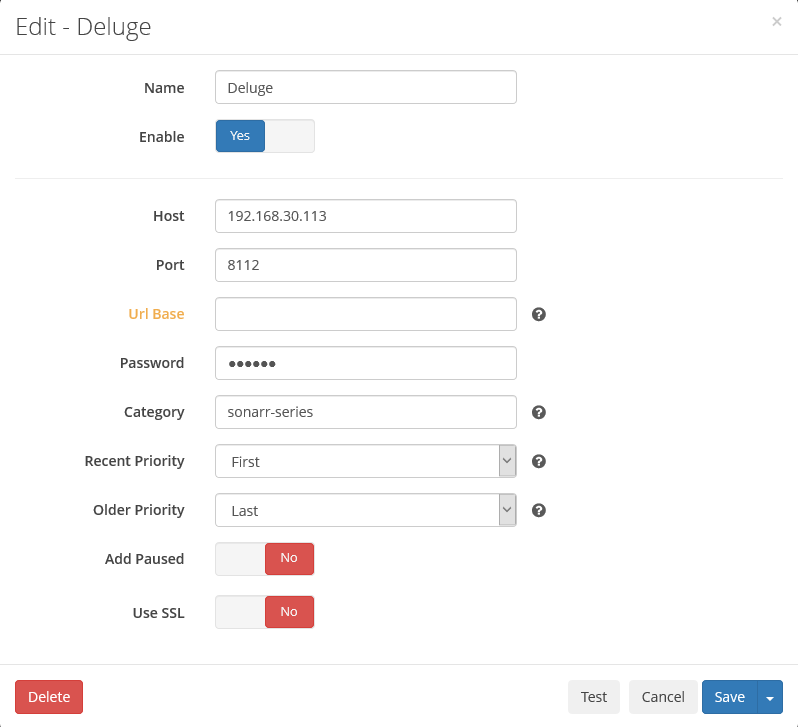 Edit - Deluge ×
Name Deluge
Enable Yes
Host 192.168.30.113
Port 8112
Url Base ?
Password ••••••
Category sonarr-series ?
Recent Priority First ?
Older Priority Last ?
Add Paused No
Use SSL No
Delete Test Cancel Save